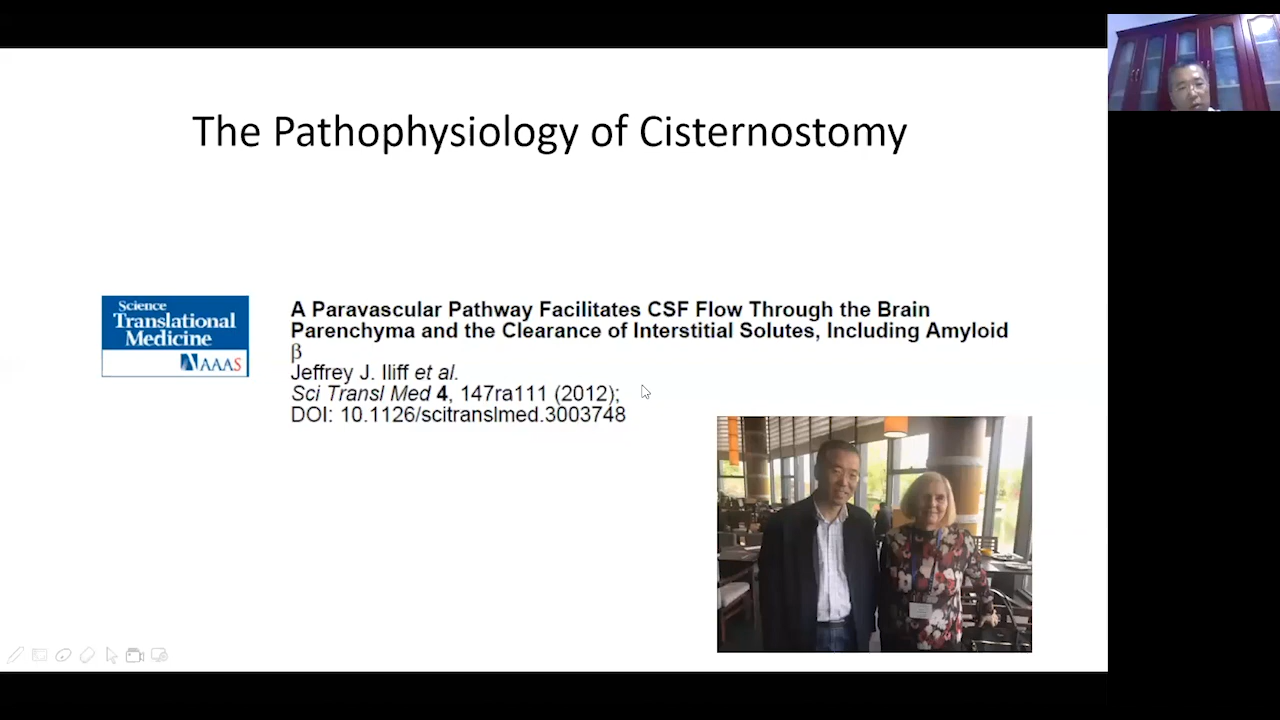 The Pathophysiology of Cisternostomy
Science
Translational
Medicine
AAAS
A Paravascular Pathway Facilitates CSF Flow Through the Brain
Parenchyma and the Clearance of Interstitial Solutes, Including Amyloid
β
Jeffrey J. Iliff et al.
Sci Transl Med 4, 147ra111 (2012);
DOI: 10.1126/scitranslmed.3003748